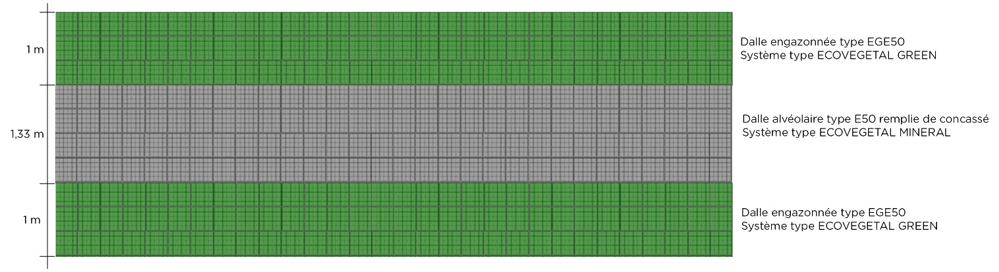 1 m
Dalle engazonnée type EGE50
Système type ECOVEGETAL GREEN
1,33 m
Dalle alvéolaire type E50 remplie de concassé
Système type ECOVEGETAL MINERAL
1 m
Dalle engazonnée type EGE50
Système type ECOVEGETAL GREEN